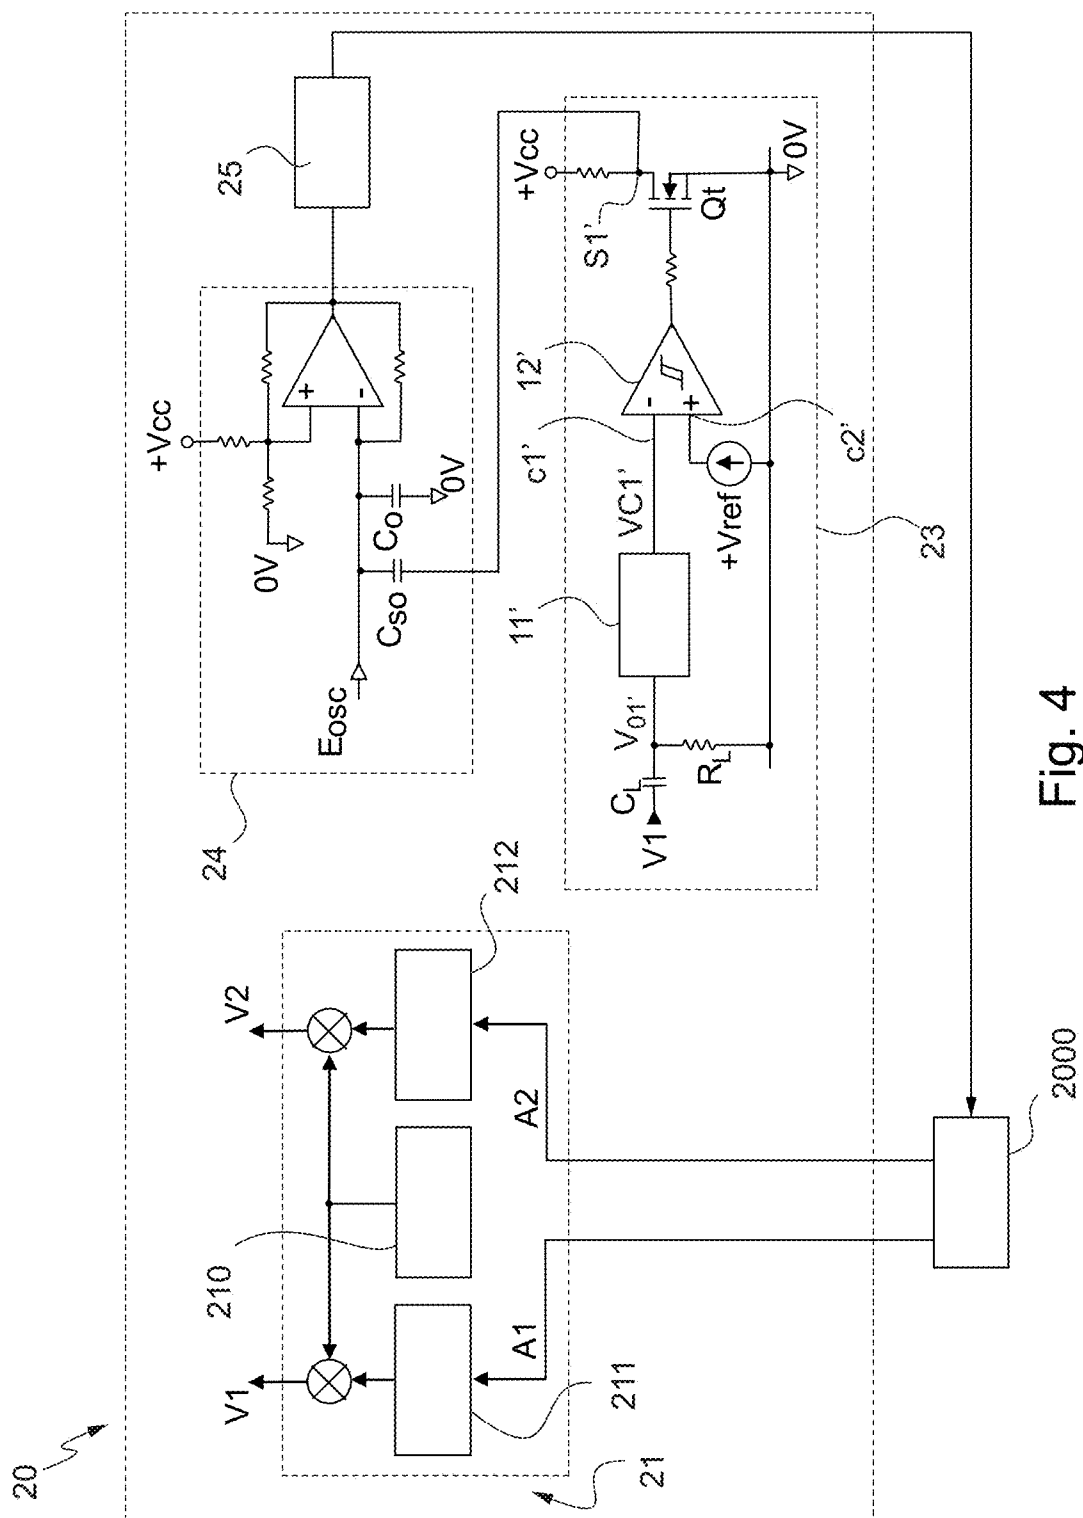 20
V1
V2
210
211
212
A1
A2
21
2000
24
Eosc
CSO
CO
0V
0V
+Vcc
+
-
25
V1
CL
RL
V01'
11'
VC1'
c1'
12'
-
+
c2'
+Vref
23
S1'
+Vcc
Qt
0V
Fig. 4